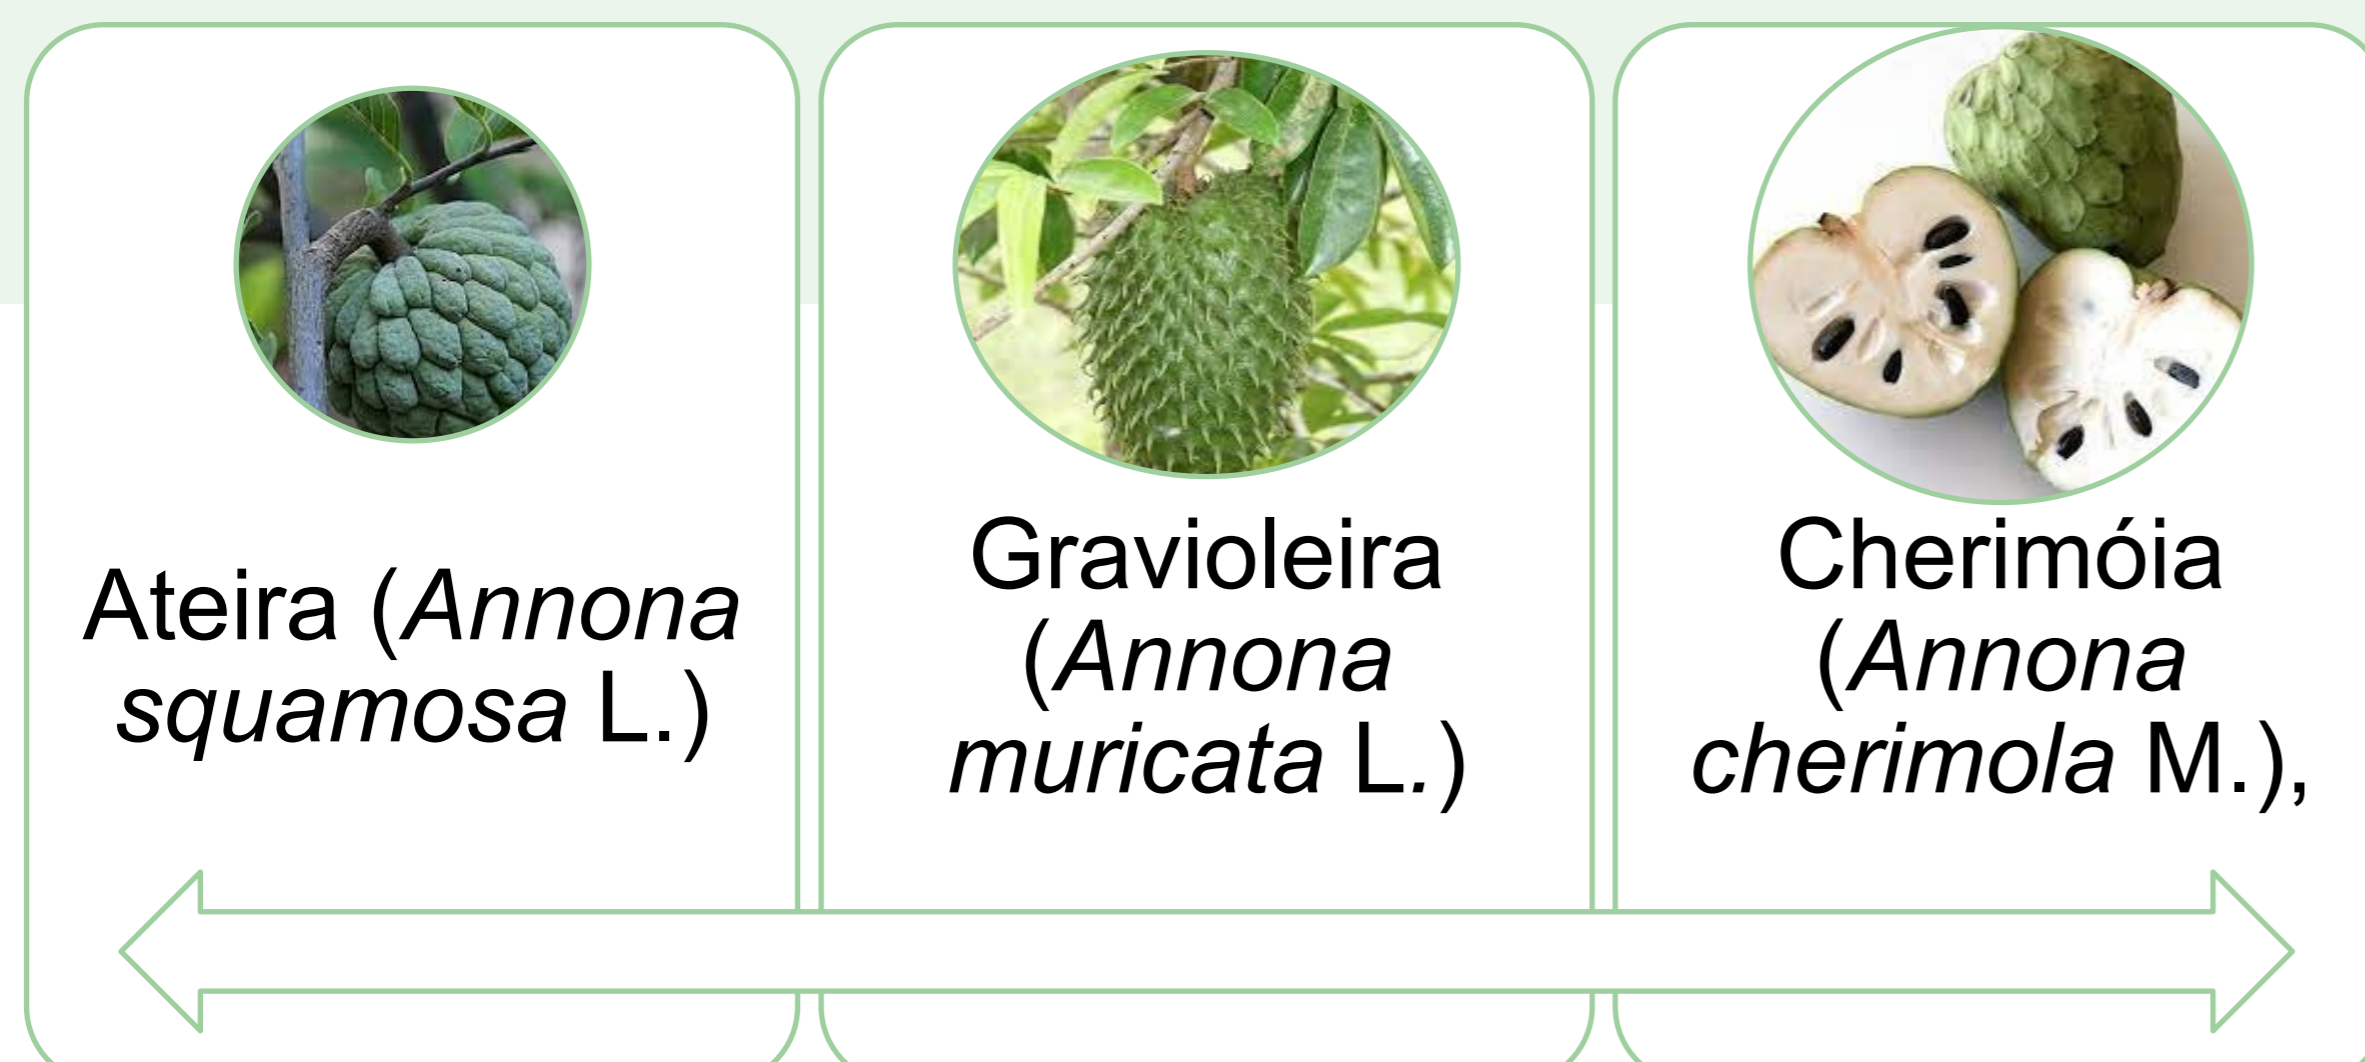 Ateira (Annona
squamosa L.)
Gravioleira
(Annona
muricata L.)
Cherimóia
(Annona
cherimola M.),